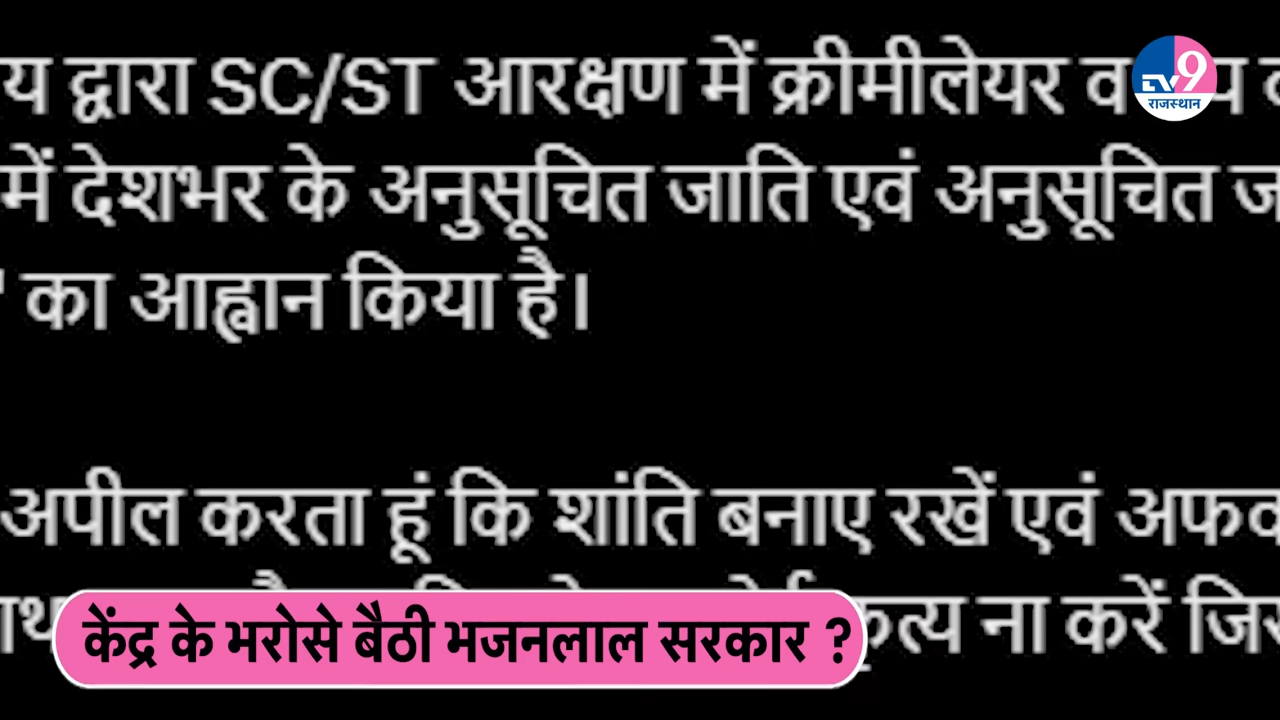 द्वारा SC/ST आरक्षण में क्रीमीलेयर व
TV9
राजस्थान
में देशभर के अनुसूचित जाति एवं अनुसूचित
का आह्वान किया है।
अपील करता हूं कि शांति बनाए रखें एवं
कृत्य ना करें
केंद्र के भरोसे बैठी भजनलाल सरकार ?